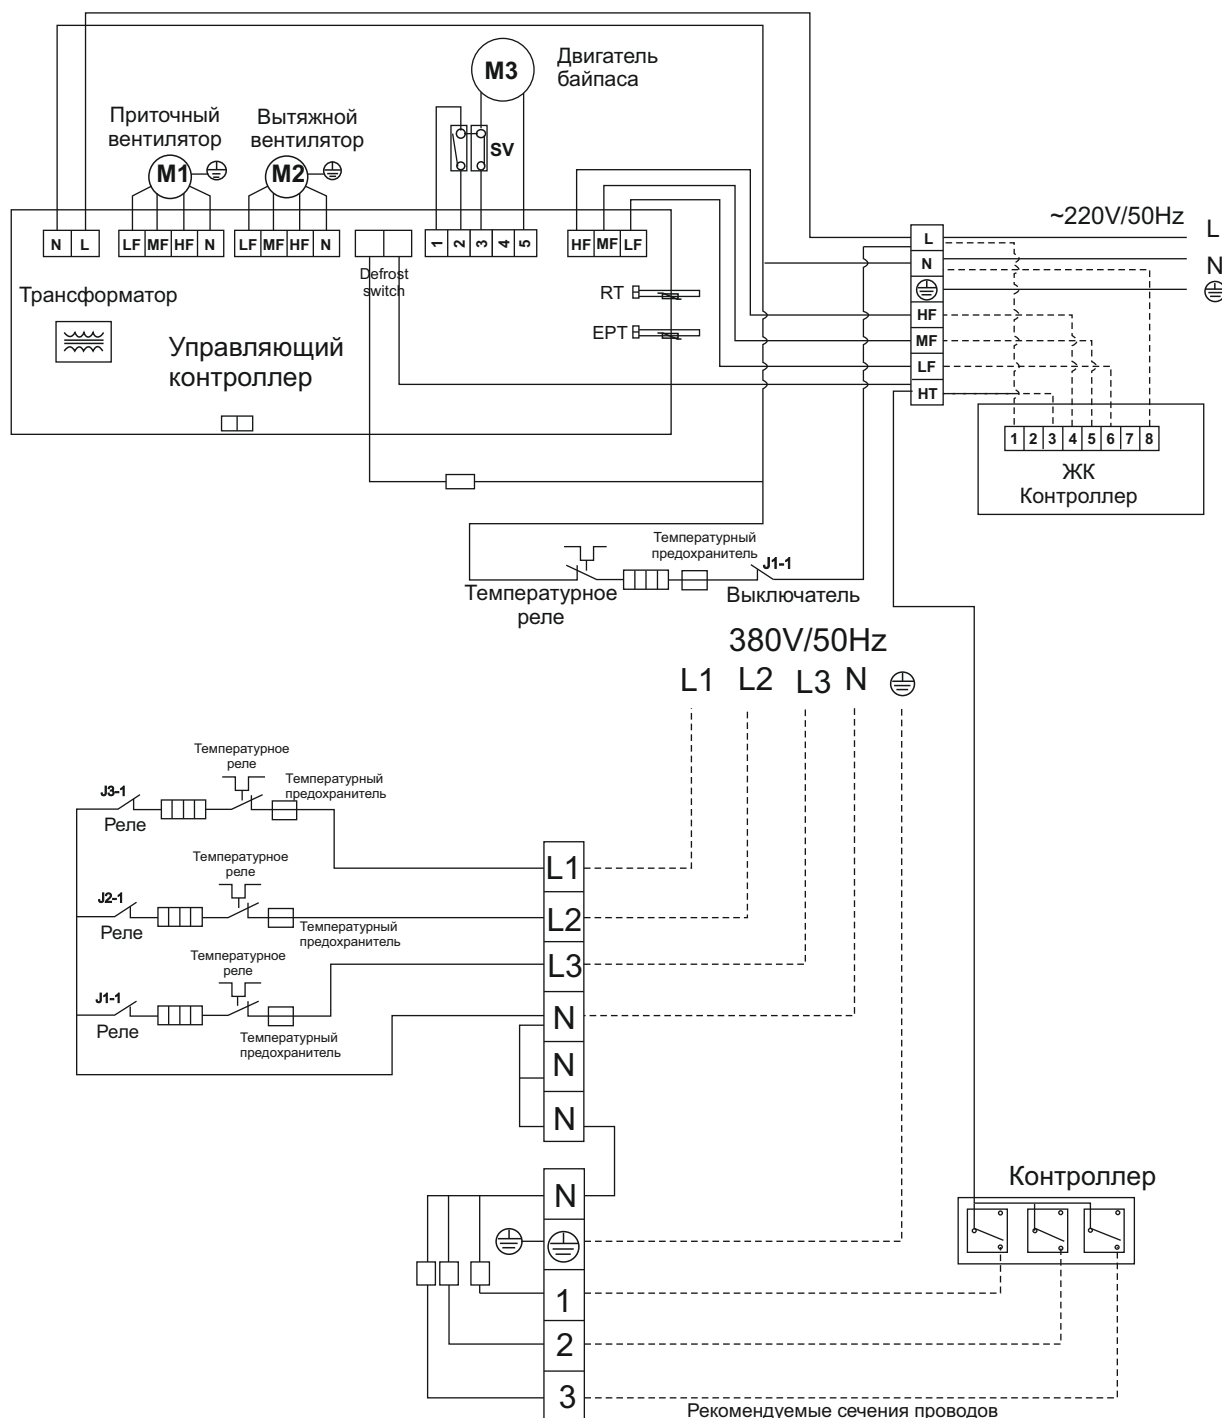 M3
Двигатель
байпаса
Приточный
вентилятор
Вытяжной
вентилятор
M1
M2
SV
N L
LF MF HF N
LF MF HF N
1 2 3 4 5
HF MF LF
Defrost
switch
Трансформатор
RT
EPT
Управляющий
контроллер
~220V/50Hz
L
N
L
N
HF
MF
LF
HT
1 2 3 4 5 6 7 8
ЖК
Контроллер
Температурный
предохранитель
J1-1
Температурное
реле
Выключатель
380V/50Hz
L1 L2 L3 N
Температурное
реле
Температурный
предохранитель
J3-1
Реле
Температурное
реле
J2-1
Реле
Температурный
предохранитель
Температурное
реле
J1-1
Реле
Температурный
предохранитель
L1
L2
L3
N
N
N
N
1
2
3
Контроллер
Рекомендуемые сечения проводов